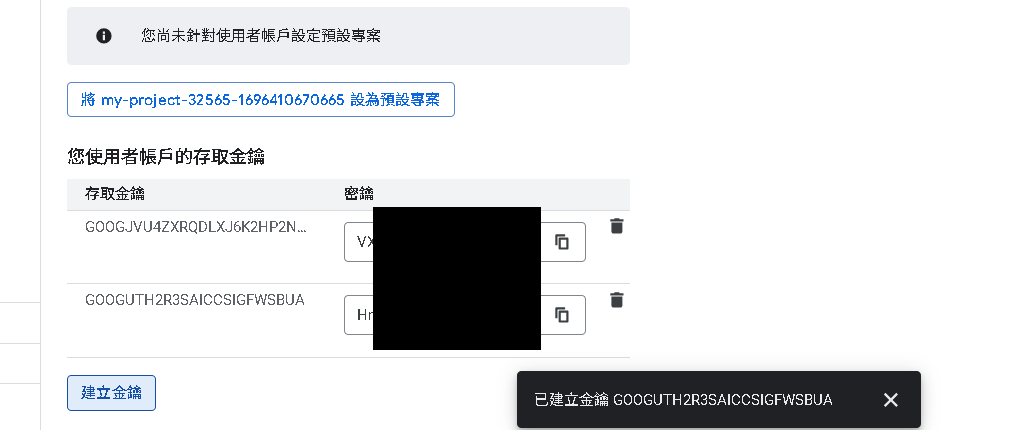 您尚未針對使用者帳戶設定預設專案
將 my-project-32565-1696410670665 設為預設專案
您使用者帳戶的存取金鑰
存取金鑰 密鑰
GOOGJVU4ZXRQDLXJ6K2HP2N...
VX
GOOGUTH2R3SAICCSIGFWSBUA
Hr
建立金鑰
已建立金鑰 GOOGUTH2R3SAICCSIGFWSBUA